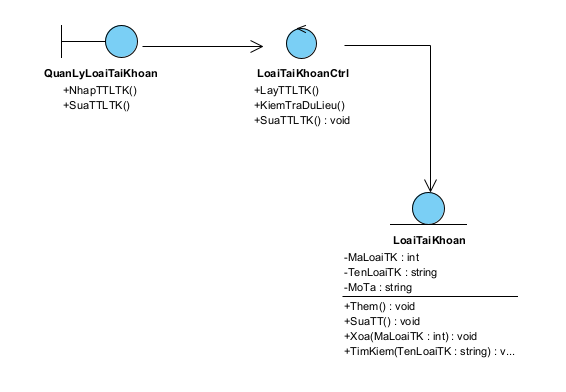 QuanLyLoaiTaiKhoan
+NhapTTLTK()
+SuaTTLTK()
LoaiTaiKhoanCtrl
+LayTTLTK()
+KiemTraDuLieu()
+SuaTTLTK() : void
LoaiTaiKhoan
-MaLoaiTK : int
-TenLoaiTK : string
-MoTa : string
+Them() : void
+SuaTT() : void
+Xoa(MaLoaiTK : int) : void
+TimKiem(TenLoaiTK : string) : v...